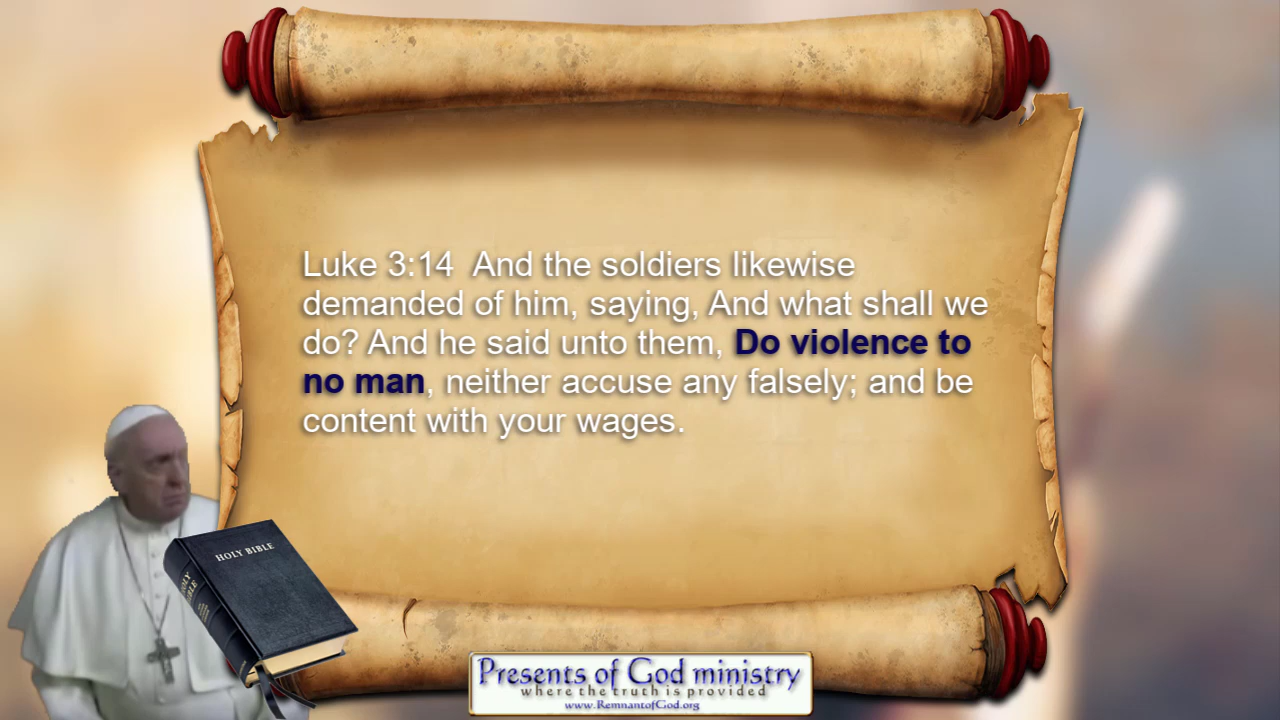 Luke 3:14  And the soldiers likewise
demanded of him, saying, And what shall we
do? And he said unto them, Do violence to
no man, neither accuse any falsely; and be
content with your wages.
HOLY BIBLE
Presents of God ministry
where the truth is provided
www.RemnantofGod.org